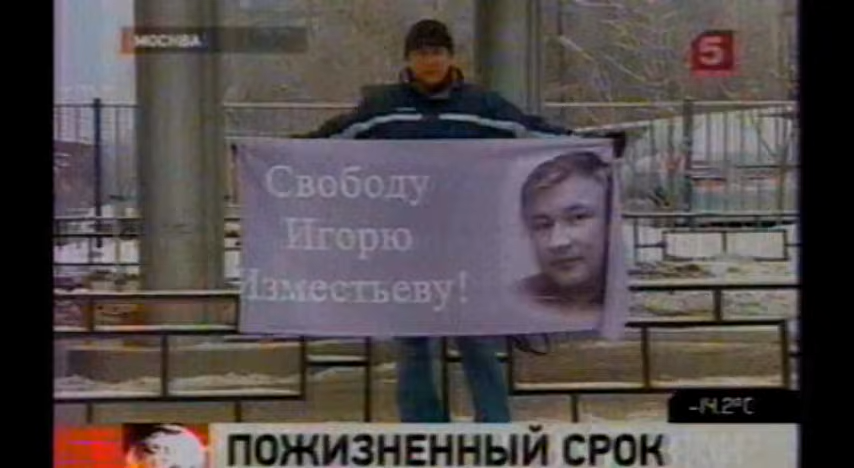 МОСКВА
5
Свободу
Игорю
Изместьеву!
-14.2°C
ПОЖИЗНЕННЫЙ СРОК